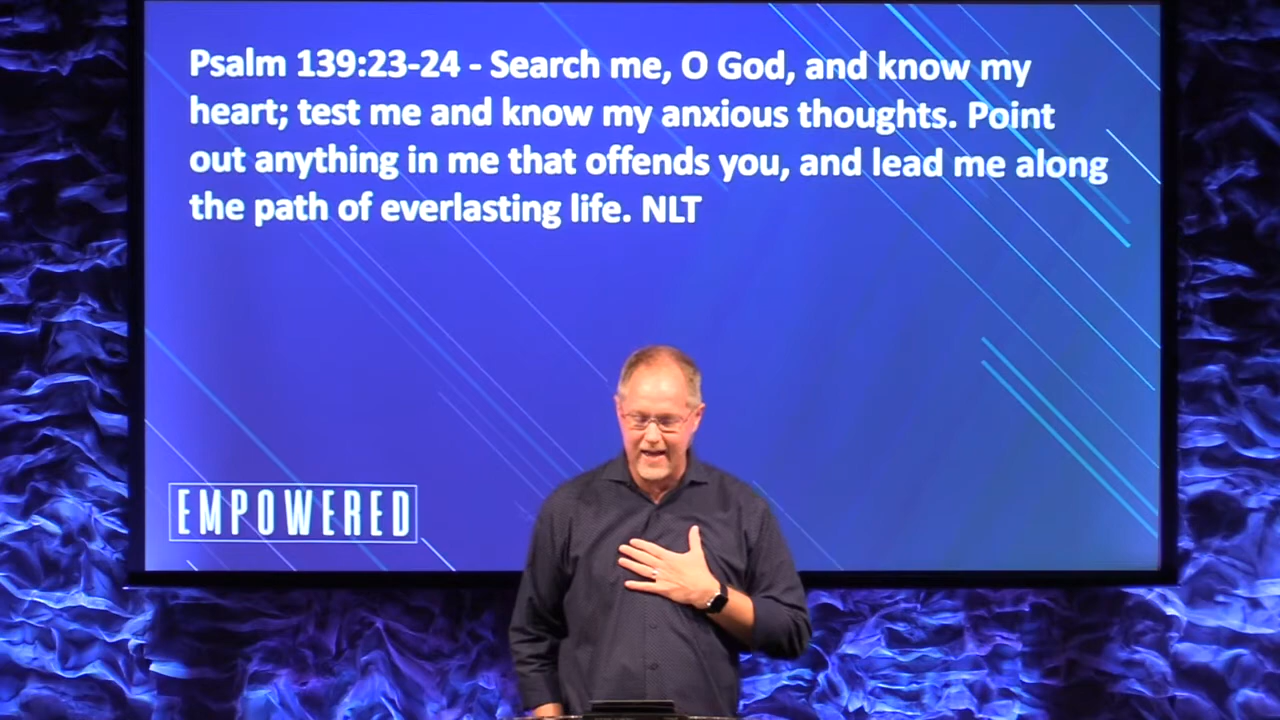 Psalm 139:23-24 - Search me, O God, and know my
heart; test me and know my anxious thoughts. Point
out anything in me that offends you, and lead me along
the path of everlasting life. NLT
EMPOWERED